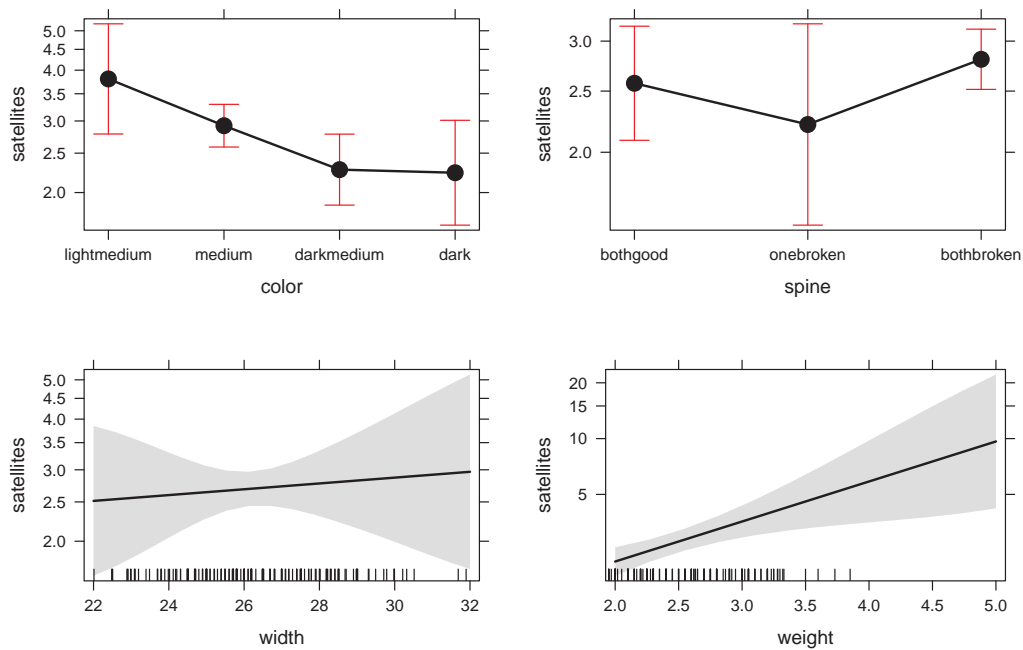 satellites
5.0
4.5
4.0
3.5
3.0
2.5
2.0
lightmedium medium darkmedium dark
color
satellites
3.0
2.5
2.0
bothgood onebroken bothbroken
spine
satellites
5.0
4.5
4.0
3.5
3.0
2.5
2.0
22 24 26 28 30 32
width
satellites
20
15
10
5
2.0 2.5 3.0 3.5 4.0 4.5 5.0
weight